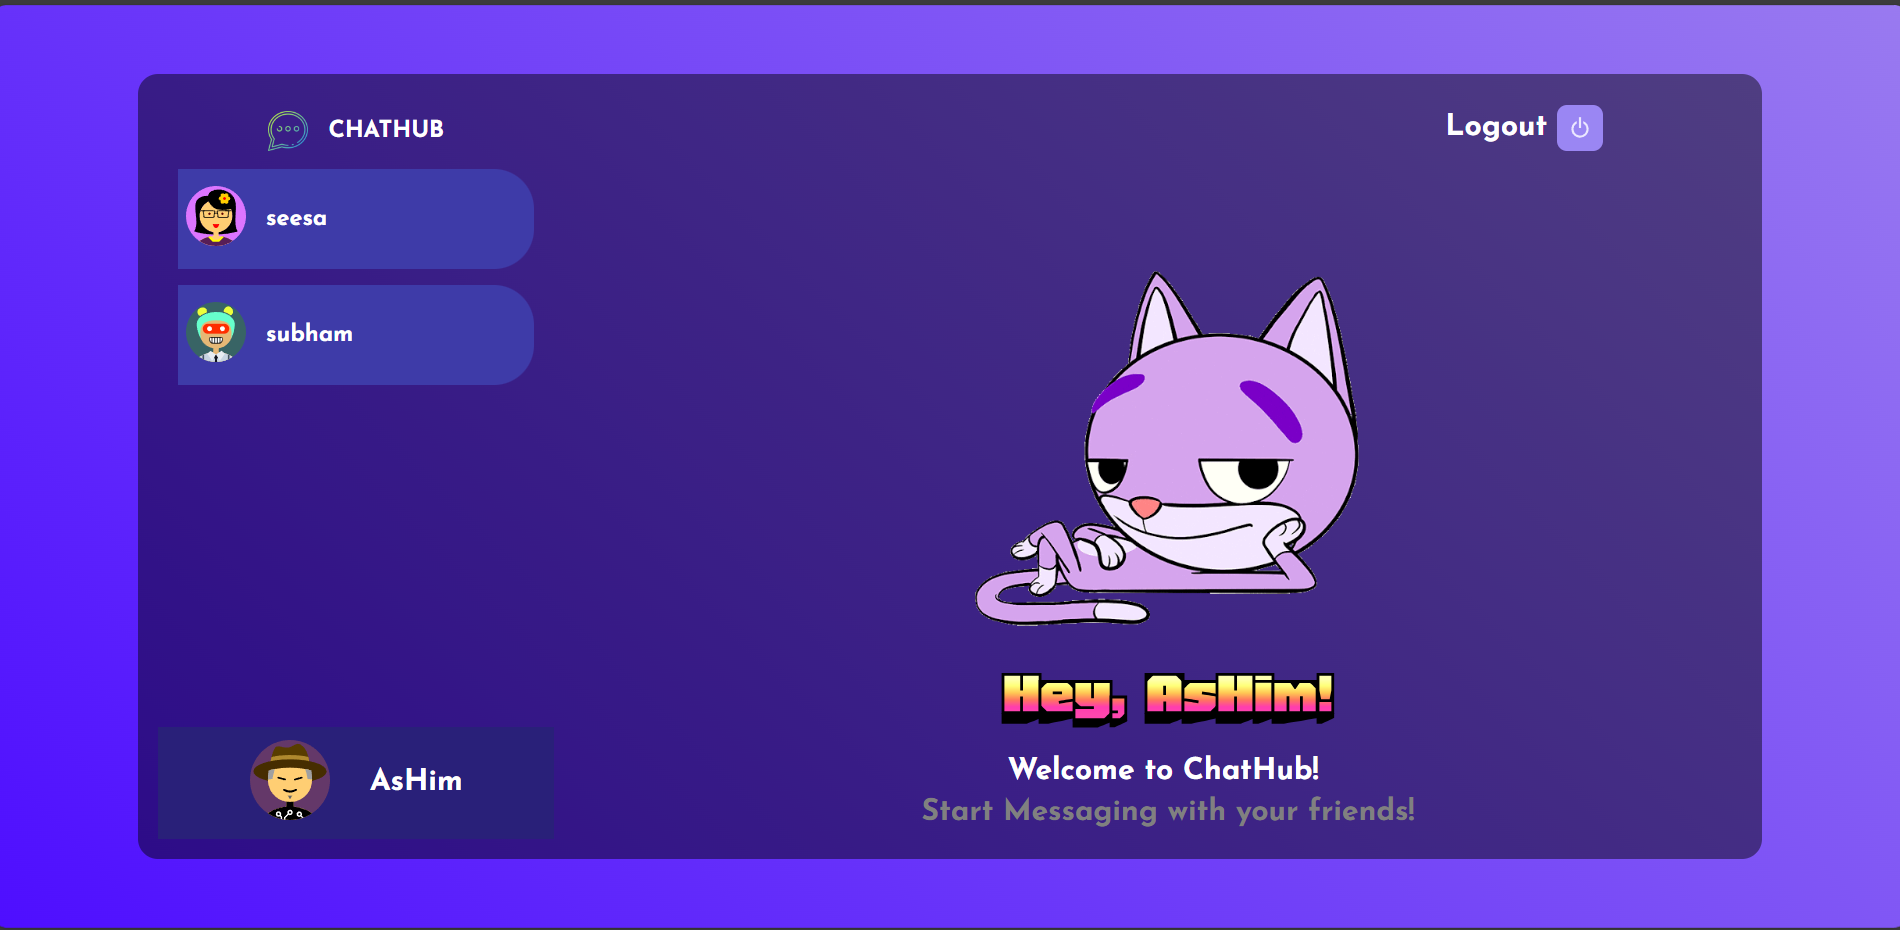 CHATHUB
Logout
seesa
subham
AsHim
Hey, AsHim!
Welcome to ChatHub!
Start Messaging with your friends!